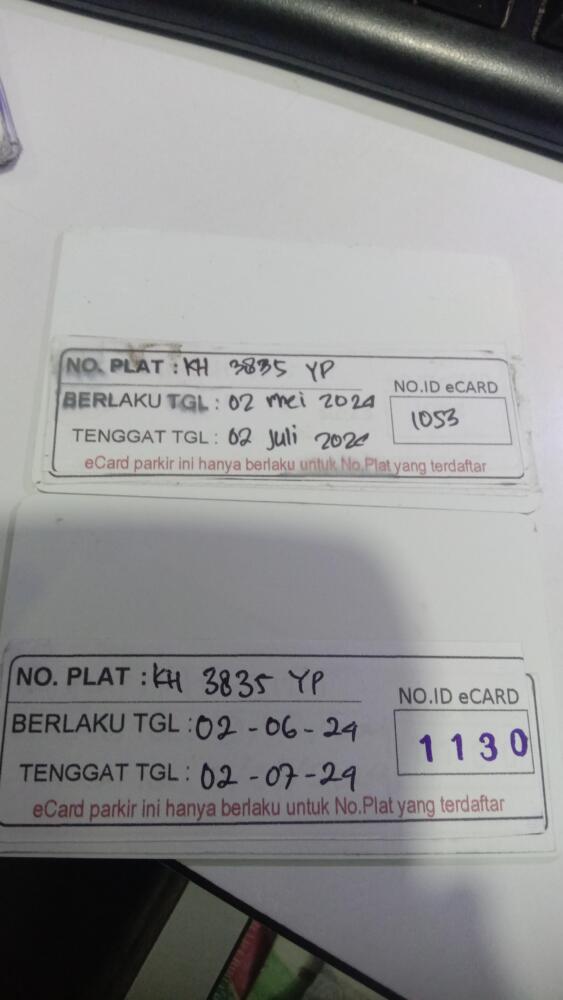 NO. PLAT : KH 3835 YP
BERLAKU TGL : 02 mei 2024
TENGGAT TGL : 02 juli 2024
NO.ID eCARD
1053
eCard parkir ini hanya berlaku untuk No.Plat yang terdaftar
NO. PLAT : KH 3835 YP
BERLAKU TGL : 02 - 06 - 24
TENGGAT TGL : 02 - 07 - 24
NO.ID eCARD
1130
eCard parkir ini hanya berlaku untuk No.Plat yang terdaftar